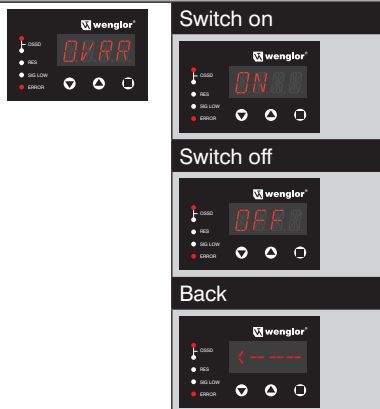 wenglor®
OSSD
OVRR
RES
SIG LOW
ERROR
Switch on
wenglor®
OSSD
ON
RES
SIG LOW
ERROR
Switch off
wenglor®
OSSD
OFF
RES
SIG LOW
ERROR
Back
wenglor®
OSSD
<-----
RES
SIG LOW
ERROR